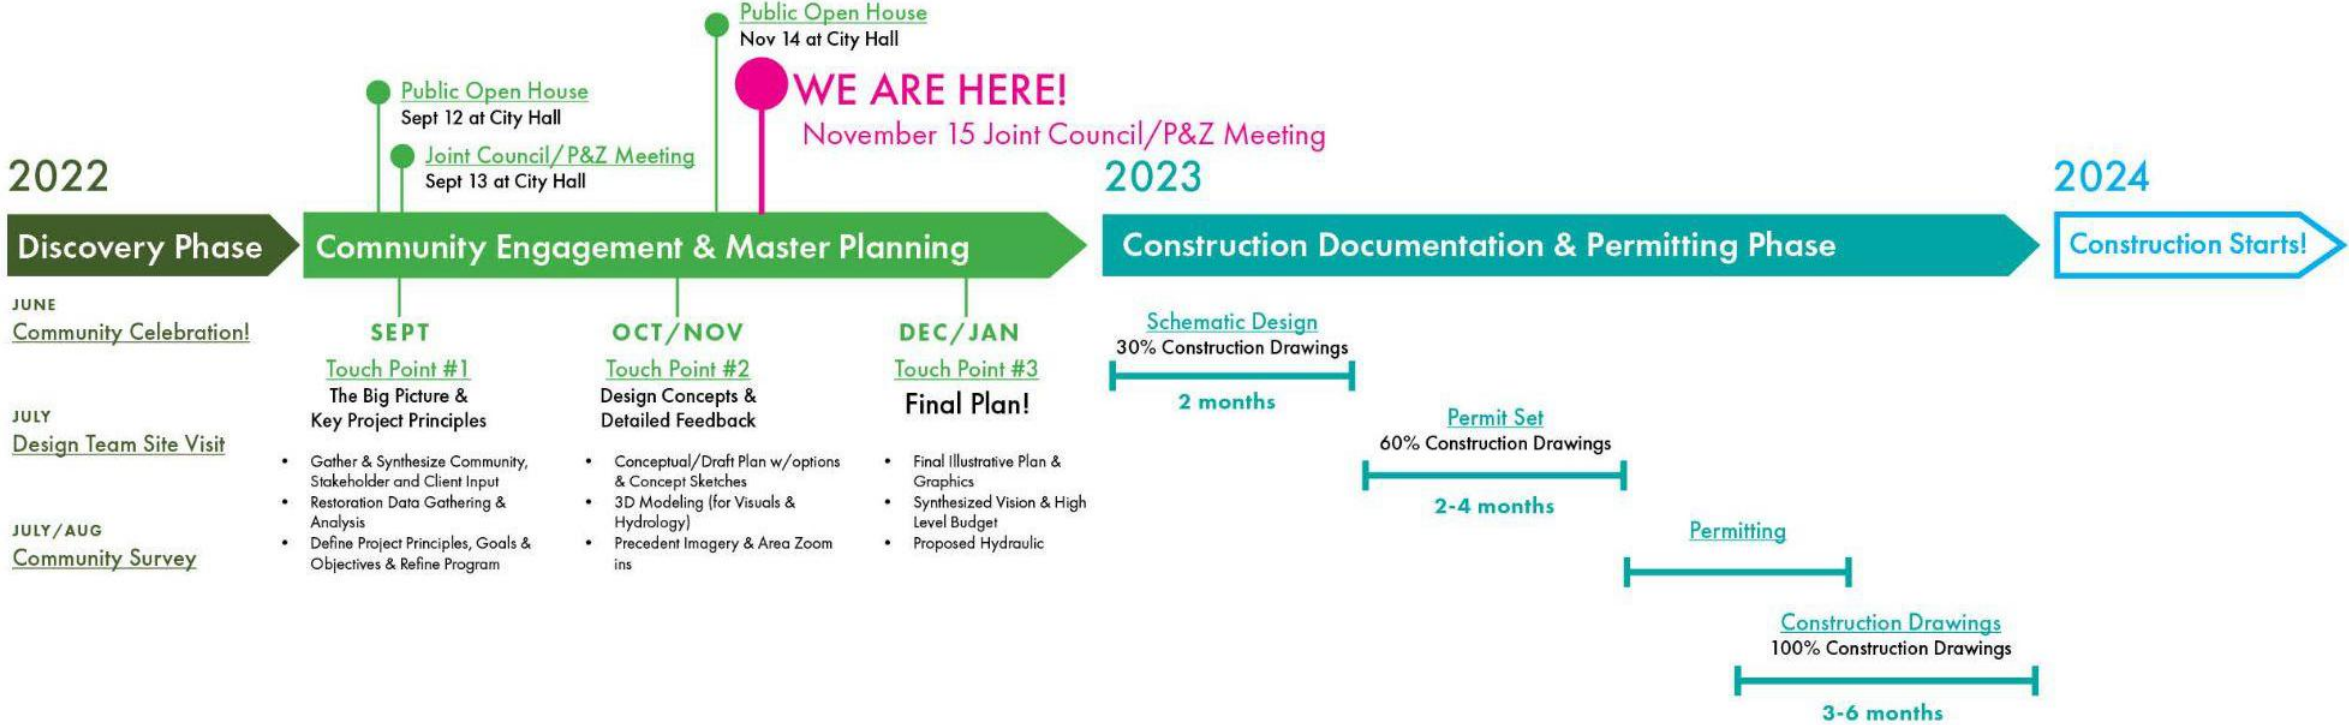 Public Open House
Nov 14 at City Hall
WE ARE HERE!
November 15 Joint Council/P&Z Meeting
Public Open House
Sept 12 at City Hall
Joint Council/P&Z Meeting
Sept 13 at City Hall
2022
2023
2024
Discovery Phase
Community Engagement & Master Planning
Construction Documentation & Permitting Phase
Construction Starts!
JUNE
Community Celebration!
JULY
Design Team Site Visit
JULY/AUG
Community Survey
SEPT
Touch Point #1
The Big Picture &
Key Project Principles
• Gather & Synthesize Community,
Stakeholder and Client Input
• Restoration Data Gathering &
Analysis
• Define Project Principles, Goals &
Objectives & Refine Program
OCT/NOV
Touch Point #2
Design Concepts &
Detailed Feedback
• Conceptual/Draft Plan w/options
& Concept Sketches
• 3D Modeling (for Visuals &
Hydrology)
• Precedent Imagery & Area Zoom
ins
DEC/JAN
Touch Point #3
Final Plan!
• Final Illustrative Plan &
Graphics
• Synthesized Vision & High
Level Budget
• Proposed Hydraulic
Schematic Design
30% Construction Drawings
2 months
Permit Set
60% Construction Drawings
2-4 months
Permitting
Construction Drawings
100% Construction Drawings
3-6 months